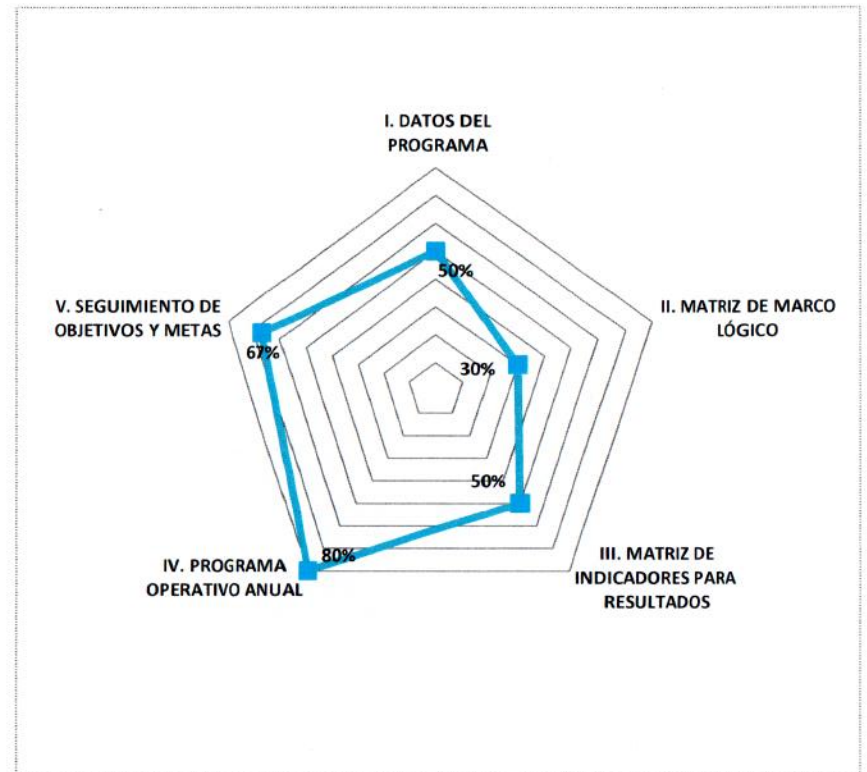 I. DATOS DEL
PROGRAMA
50%
II. MATRIZ DE MARCO
LÓGICO
30%
III. MATRIZ DE
INDICADORES PARA
RESULTADOS
50%
IV. PROGRAMA
OPERATIVO ANUAL
80%
V. SEGUIMIENTO DE
OBJETIVOS Y METAS
67%